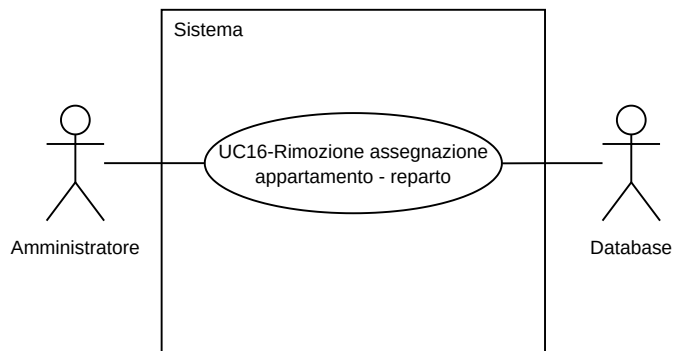 Sistema
UC16-Rimozione assegnazione
appartamento - reparto
Amministratore
Database